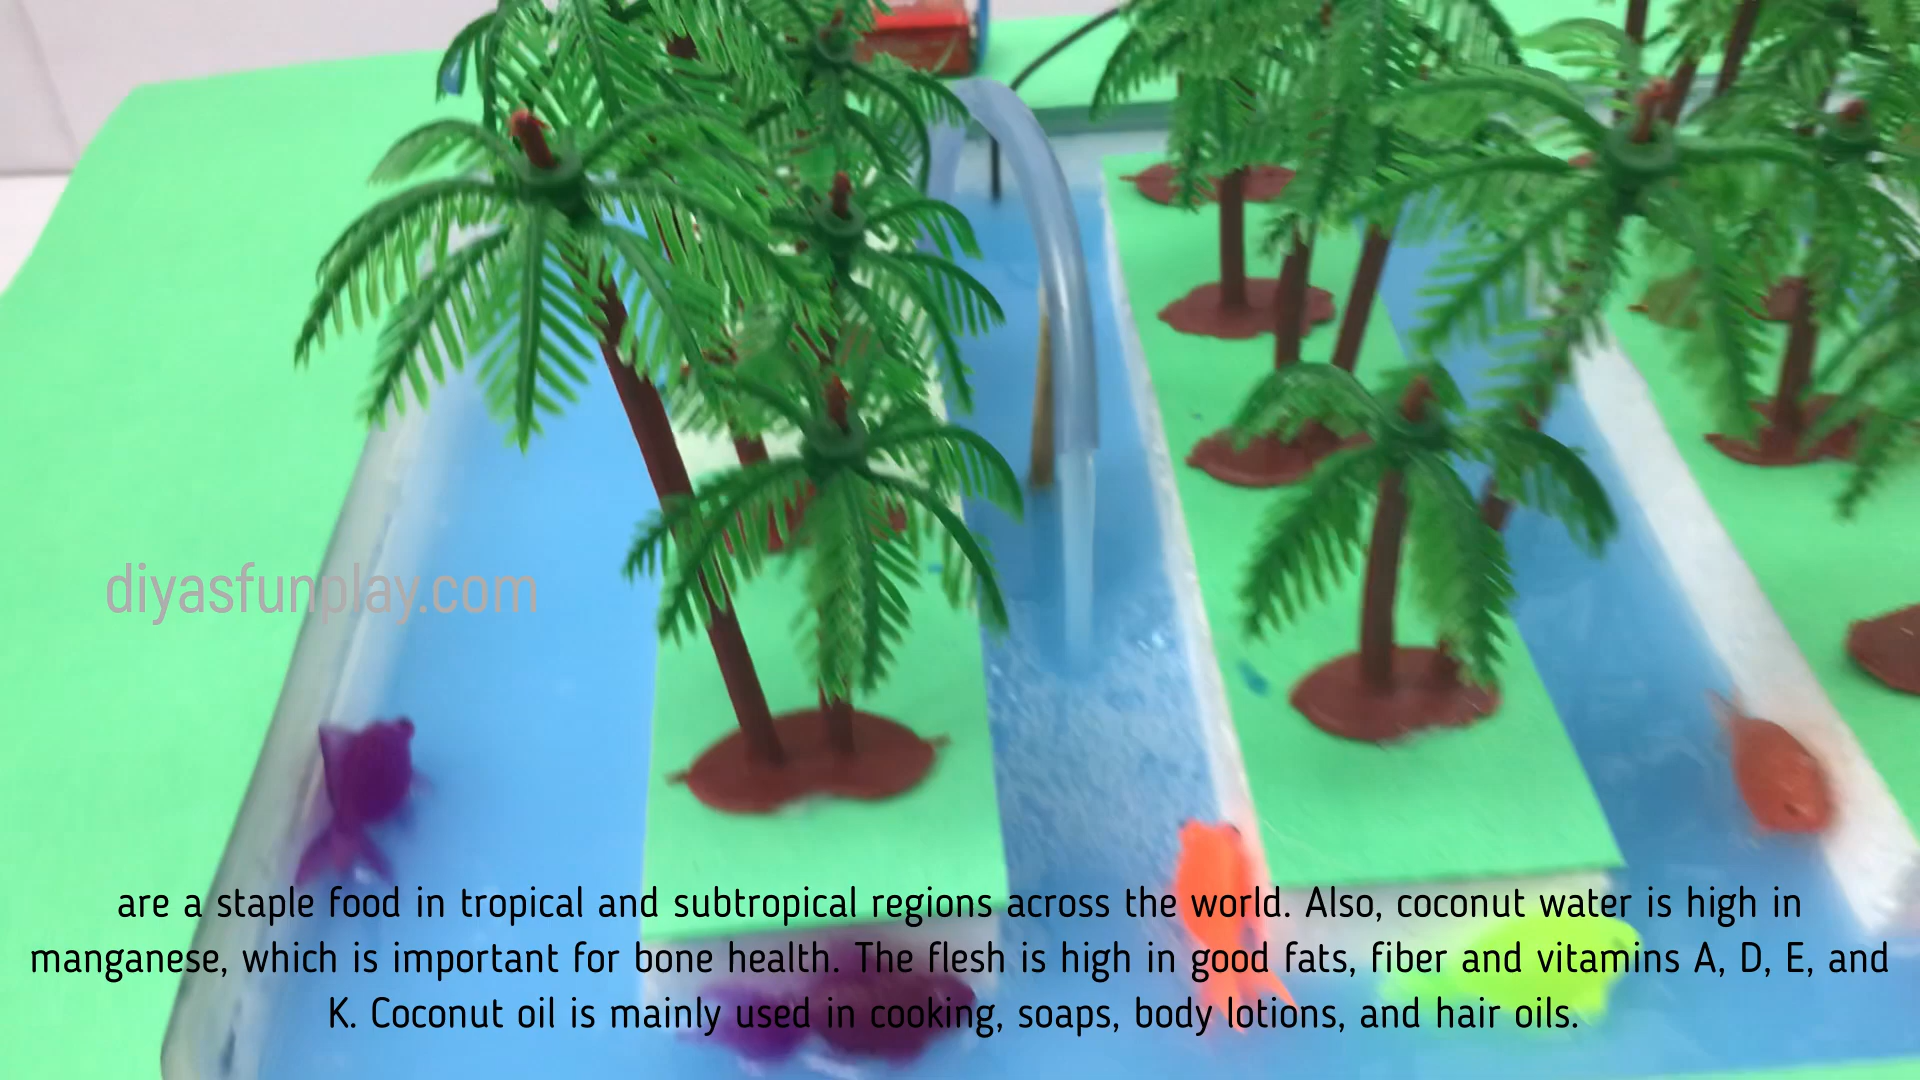 diyasfunplay.com
are a staple food in tropical and subtropical regions across the world. Also, coconut water is high in
manganese, which is important for bone health. The flesh is high in good fats, fiber and vitamins A, D, E, and
K. Coconut oil is mainly used in cooking, soaps, body lotions, and hair oils.